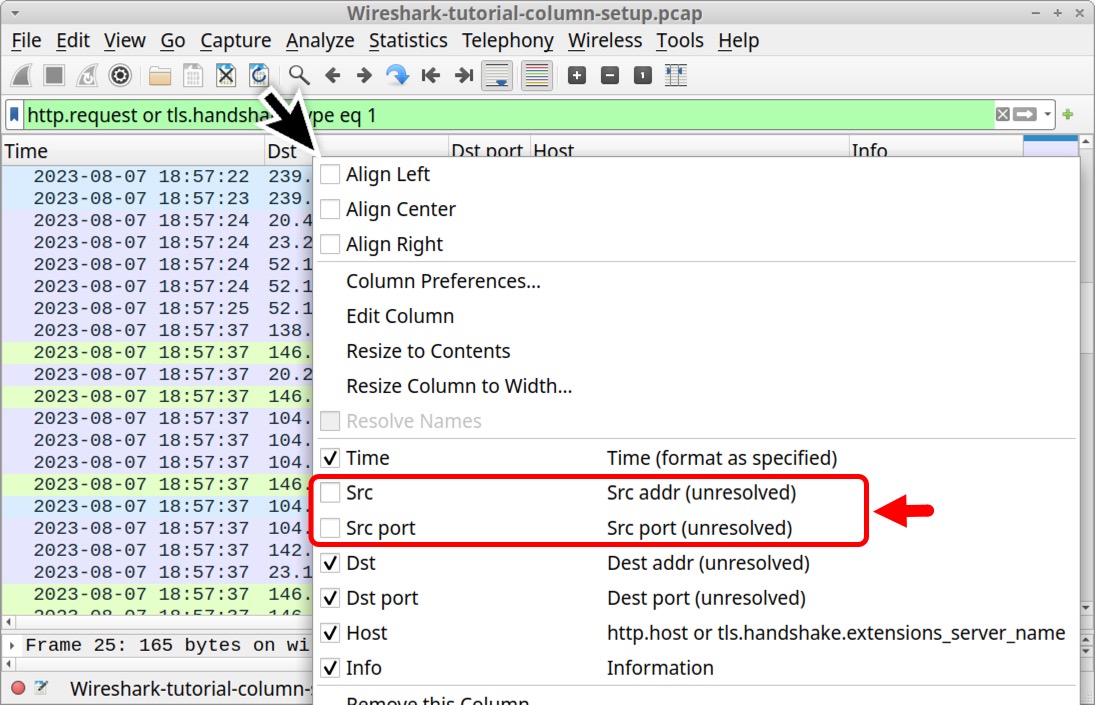 Wireshark-tutorial-column-setup.pcap
File Edit View Go Capture Analyze Statistics Telephony Wireless Tools Help
http.request or tls.handsha ype eq 1
Time Dst Dst port Host Info
2023-08-07 18:57:22 239.
2023-08-07 18:57:23 239.
2023-08-07 18:57:24 20.4
2023-08-07 18:57:24 23.2
2023-08-07 18:57:24 52.1
2023-08-07 18:57:24 52.1
2023-08-07 18:57:25 52.1
2023-08-07 18:57:37 138.
2023-08-07 18:57:37 146.
2023-08-07 18:57:37 20.2
2023-08-07 18:57:37 146.
2023-08-07 18:57:37 104.
2023-08-07 18:57:37 104.
2023-08-07 18:57:37 104.
2023-08-07 18:57:37 146.
2023-08-07 18:57:37 104.
2023-08-07 18:57:37 104.
2023-08-07 18:57:37 142.
2023-08-07 18:57:37 23.1
2023-08-07 18:57:37 146.
Align Left
Align Center
Align Right
Column Preferences...
Edit Column
Resize to Contents
Resize Column to Width...
Resolve Names
Time Time (format as specified)
Src Src addr (unresolved)
Src port Src port (unresolved)
Dst Dest addr (unresolved)
Dst port Dest port (unresolved)
Host http.host or tls.handshake.extensions_server_name
Info Information
Remove this Column
Frame 25: 165 bytes on wi
Wireshark-tutorial-column-